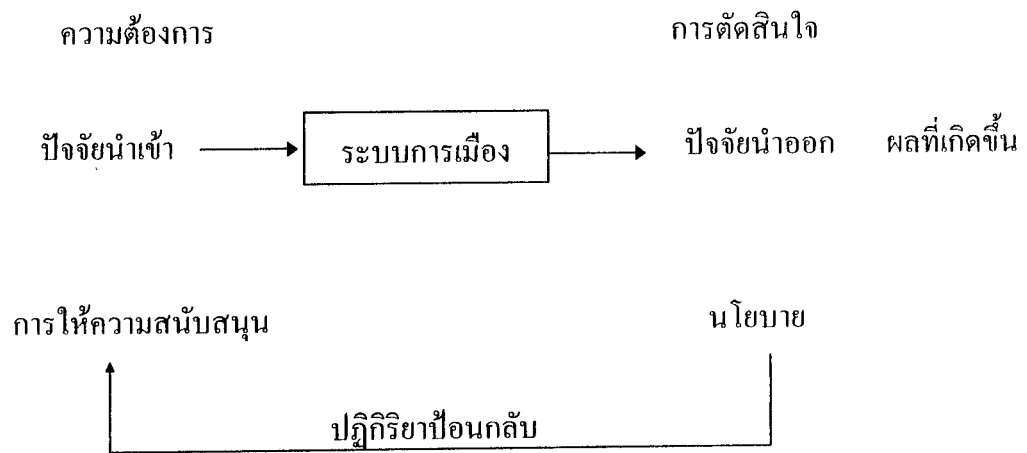 ความต้องการ การตัดสินใจ
ปัจจัยนำเข้า ระบบการเมือง ปัจจัยนำออก ผลที่เกิดขึ้น
การให้ความสนับสนุน นโยบาย
ปฏิกิริยาป้อนกลับ